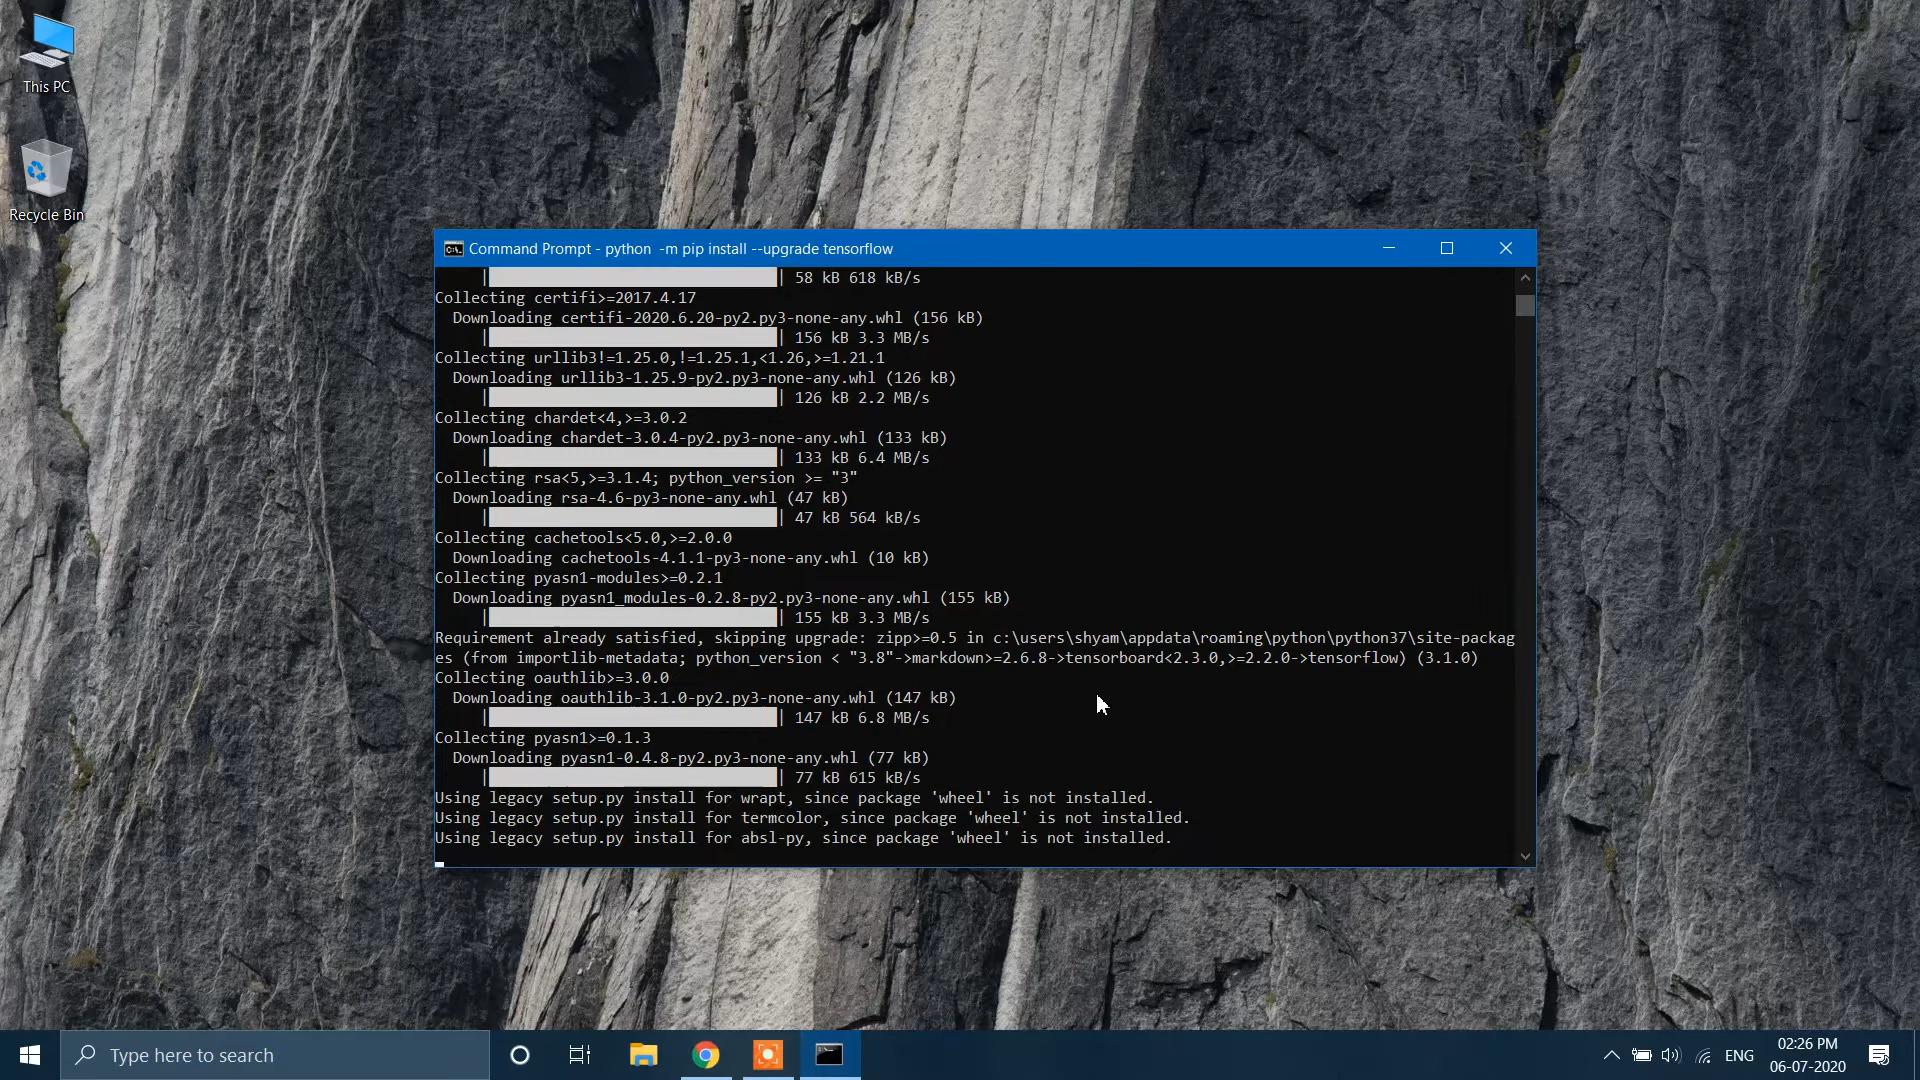 This PC
Recycle Bin
Command Prompt - python  -m pip install --upgrade tensorflow
| 58 kB 618 kB/s
Collecting certifi>=2017.4.17
Downloading certifi-2020.6.20-py2.py3-none-any.whl (156 kB)
| 156 kB 3.3 MB/s
Collecting urllib3!=1.25.0,!=1.25.1,<1.26,>=1.21.1
Downloading urllib3-1.25.9-py2.py3-none-any.whl (126 kB)
| 126 kB 2.2 MB/s
Collecting chardet<4,>=3.0.2
Downloading chardet-3.0.4-py2.py3-none-any.whl (133 kB)
| 133 kB 6.4 MB/s
Collecting rsa<5,>=3.1.4; python_version >= "3"
Downloading rsa-4.6-py3-none-any.whl (47 kB)
| 47 kB 564 kB/s
Collecting cachetools<5.0,>=2.0.0
Downloading cachetools-4.1.1-py3-none-any.whl (10 kB)
Collecting pyasn1-modules>=0.2.1
Downloading pyasn1_modules-0.2.8-py2.py3-none-any.whl (155 kB)
| 155 kB 3.3 MB/s
Requirement already satisfied, skipping upgrade: zipp>=0.5 in c:\users\shyam\appdata\roaming\python\python37\site-packag
es (from importlib-metadata; python_version < "3.8"->markdown>=2.6.8->tensorboard<2.3.0,>=2.2.0->tensorflow) (3.1.0)
Collecting oauthlib>=3.0.0
Downloading oauthlib-3.1.0-py2.py3-none-any.whl (147 kB)
| 147 kB 6.8 MB/s
Collecting pyasn1>=0.1.3
Downloading pyasn1-0.4.8-py2.py3-none-any.whl (77 kB)
| 77 kB 615 kB/s
Using legacy setup.py install for wrapt, since package 'wheel' is not installed.
Using legacy setup.py install for termcolor, since package 'wheel' is not installed.
Using legacy setup.py install for absl-py, since package 'wheel' is not installed.
Type here to search
ENG
02:26 PM
06-07-2020